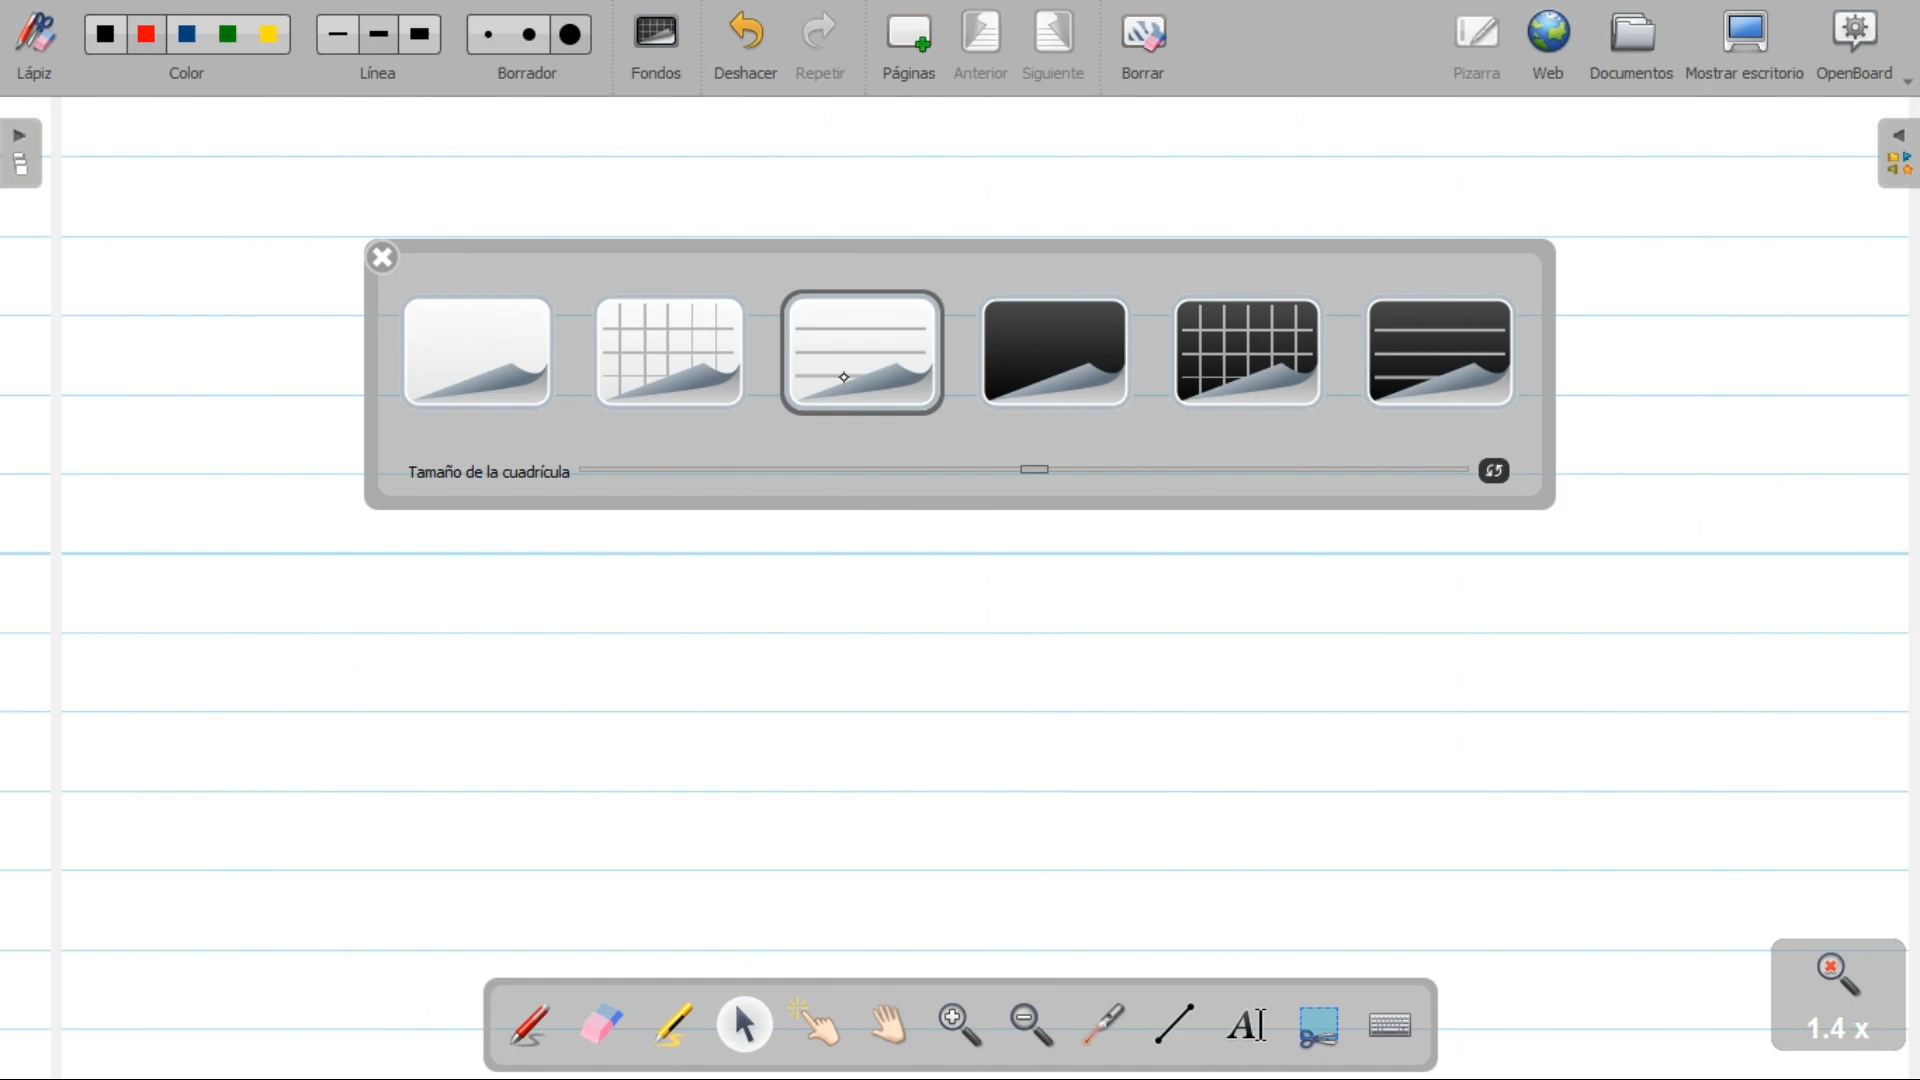 Lápiz Color Línea Borrador Fondos Deshacer Repetir Páginas Anterior Siguiente Borrar Pizarra Web Documentos Mostrar escritorio OpenBoard
Tamaño de la cuadrícula
AI
1.4 x